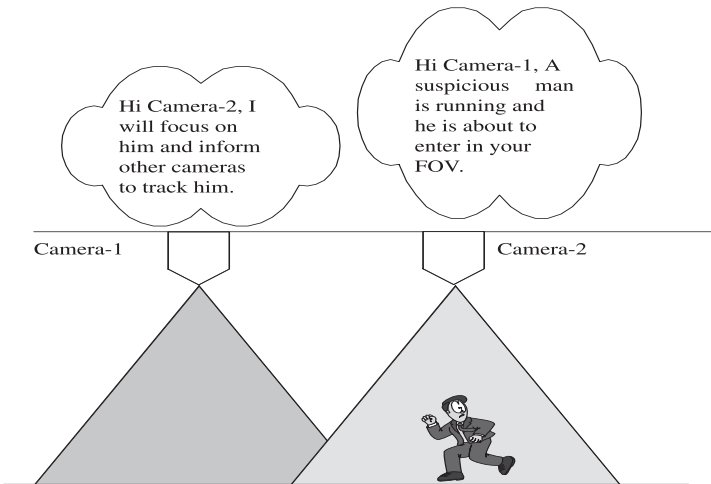 Hi Camera-2, I
will focus on
him and inform
other cameras
to track him.
Hi Camera-1, A
suspicious man
is running and
he is about to
enter in your
FOV.
Camera-1
Camera-2